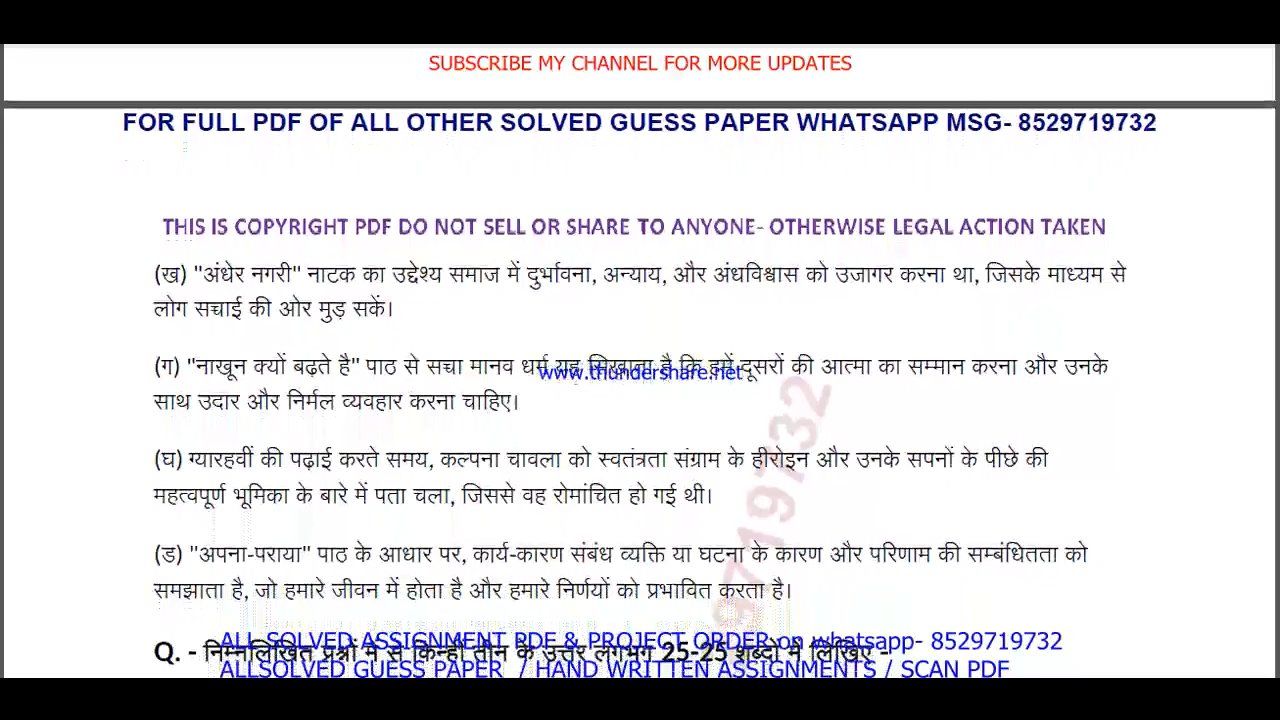 SUBSCRIBE MY CHANNEL FOR MORE UPDATES
FOR FULL PDF OF ALL OTHER SOLVED GUESS PAPER WHATSAPP MSG- 8529719732
THIS IS COPYRIGHT PDF DO NOT SELL OR SHARE TO ANYONE- OTHERWISE LEGAL ACTION TAKEN
(ख) "अंधेर नगरी" नाटक का उद्देश्य समाज में दुर्भावना, अन्याय, और अंधविश्वास को उजागर करना था, जिसके माध्यम से
लोग सच्चाई की ओर मुड़ सकें।
(ग) "नाखून क्यों बढ़ते है" पाठ से सच्चा मानव धर्म यह सिखाता है कि हमें दूसरों की आत्मा का सम्मान करना और उनके
www.thundershare.net
साथ उदार और निर्मल व्यवहार करना चाहिए।
(घ) ग्यारहवीं की पढ़ाई करते समय, कल्पना चावला को स्वतंत्रता संग्राम के हीरोइन और उनके सपनों के पीछे की
महत्वपूर्ण भूमिका के बारे में पता चला, जिससे वह रोमांचित हो गई थी।
(ड) "अपना-पराया" पाठ के आधार पर, कार्य-कारण संबंध व्यक्ति या घटना के कारण और परिणाम की सम्बंधितता को
समझाता है, जो हमारे जीवन में होता है और हमारे निर्णयों को प्रभावित करता है।
9719732
ALL SOLVED ASSIGNMENT PDF & PROJECT ORDER on whatsapp- 8529719732
Q. - निम्नलिखित प्रश्नों में से किन्हीं तीन के उत्तर लगभग 25-25 शब्दों में लिखिए -
ALLSOLVED GUESS PAPER / HAND WRITTEN ASSIGNMENTS / SCAN PDF